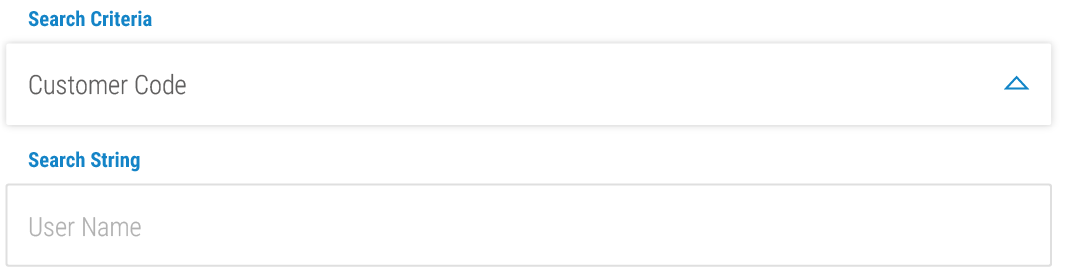 Search Criteria
Customer Code
Search String
User Name